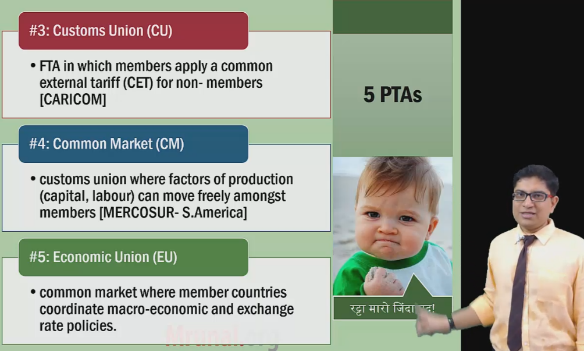 #3: Customs Union (CU)
• FTA in which members apply a common
external tariff (CET) for non- members
[CARICOM]
#4: Common Market (CM)
• customs union where factors of production
(capital, labour) can move freely amongst
members [MERCOSUR- S.America]
#5: Economic Union (EU)
• common market where member countries
coordinate macro-economic and exchange
rate policies.
5 PTAs
रट्टा मारो
Mrunal.org